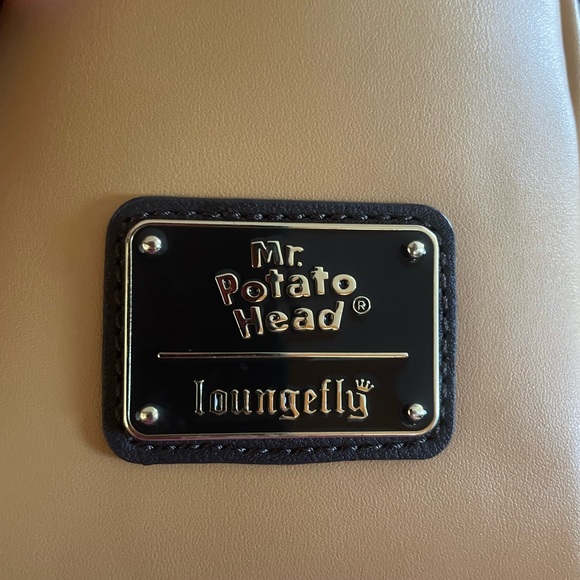 Mr.
Potato
Head®
loungefly